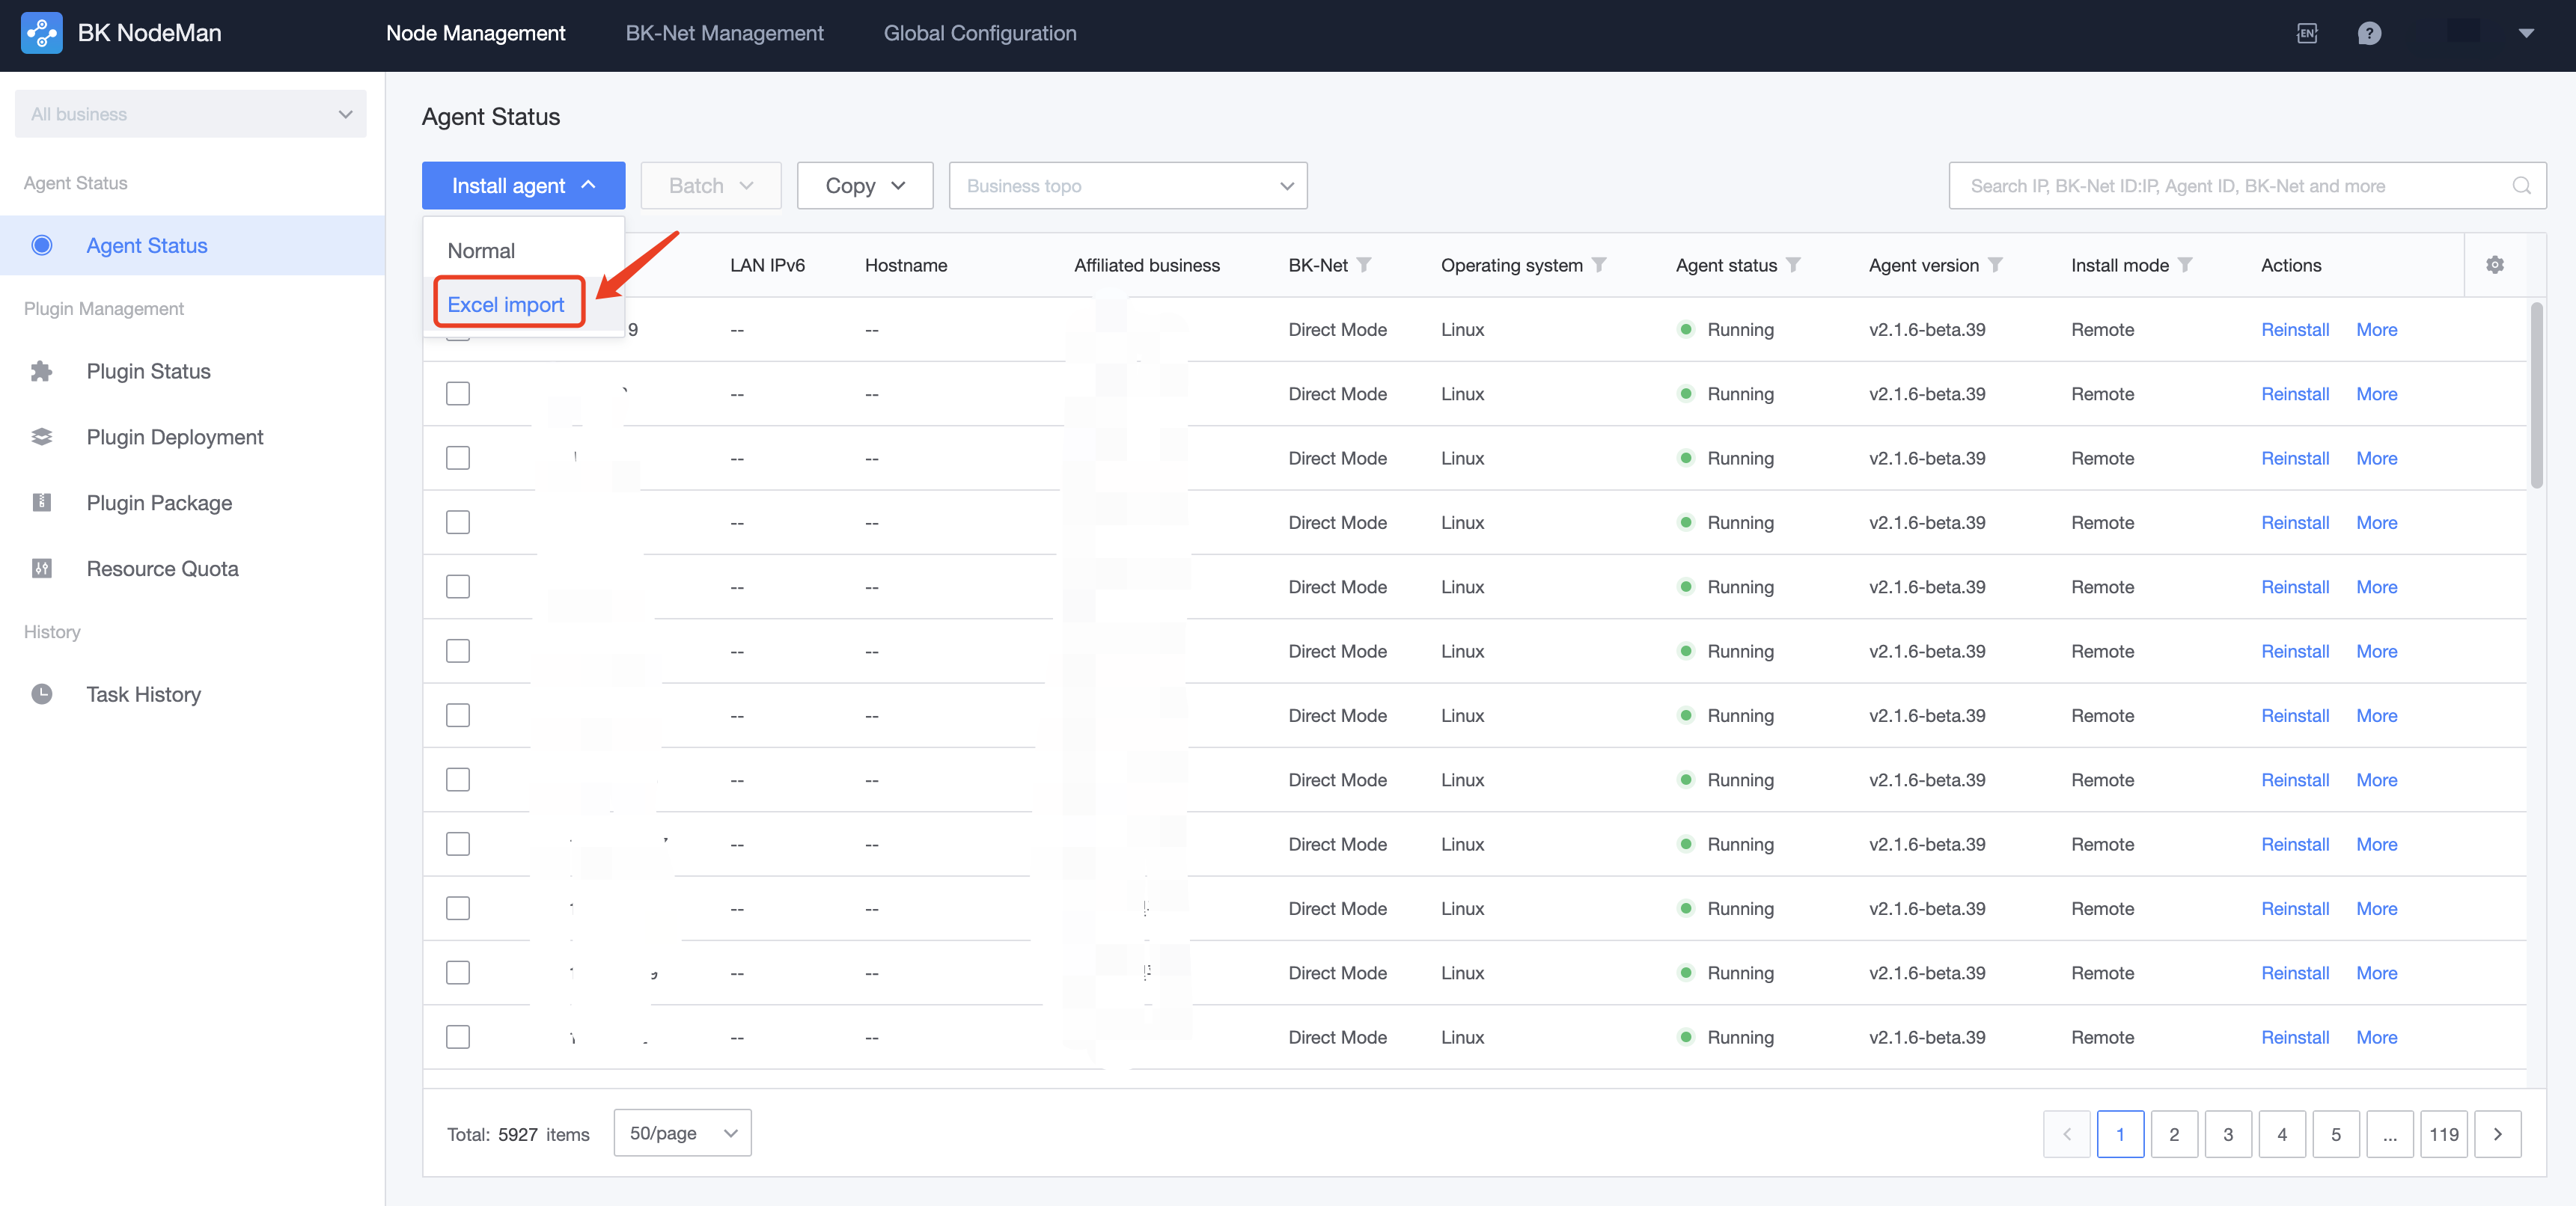 BK NodeMan
Node Management BK-Net Management Global Configuration
EN ?
All business
Agent Status
Agent Status
Plugin Management
Plugin Status
Plugin Deployment
Plugin Package
Resource Quota
History
Task History
Agent Status
Install agent Batch Copy Business topo Search IP, BK-Net ID:IP, Agent ID, BK-Net and more
Normal
Excel import
LAN IPv6 Hostname Affiliated business BK-Net Operating system Agent status Agent version Install mode Actions
9 -- -- Direct Mode Linux Running v2.1.6-beta.39 Remote Reinstall More
-- -- Direct Mode Linux Running v2.1.6-beta.39 Remote Reinstall More
-- -- Direct Mode Linux Running v2.1.6-beta.39 Remote Reinstall More
-- -- Direct Mode Linux Running v2.1.6-beta.39 Remote Reinstall More
-- -- Direct Mode Linux Running v2.1.6-beta.39 Remote Reinstall More
-- -- Direct Mode Linux Running v2.1.6-beta.39 Remote Reinstall More
-- -- Direct Mode Linux Running v2.1.6-beta.39 Remote Reinstall More
-- -- Direct Mode Linux Running v2.1.6-beta.39 Remote Reinstall More
-- -- Direct Mode Linux Running v2.1.6-beta.39 Remote Reinstall More
-- -- Direct Mode Linux Running v2.1.6-beta.39 Remote Reinstall More
-- -- Direct Mode Linux Running v2.1.6-beta.39 Remote Reinstall More
-- -- Direct Mode Linux Running v2.1.6-beta.39 Remote Reinstall More
Total: 5927 items 50/page 1 2 3 4 5 ... 119